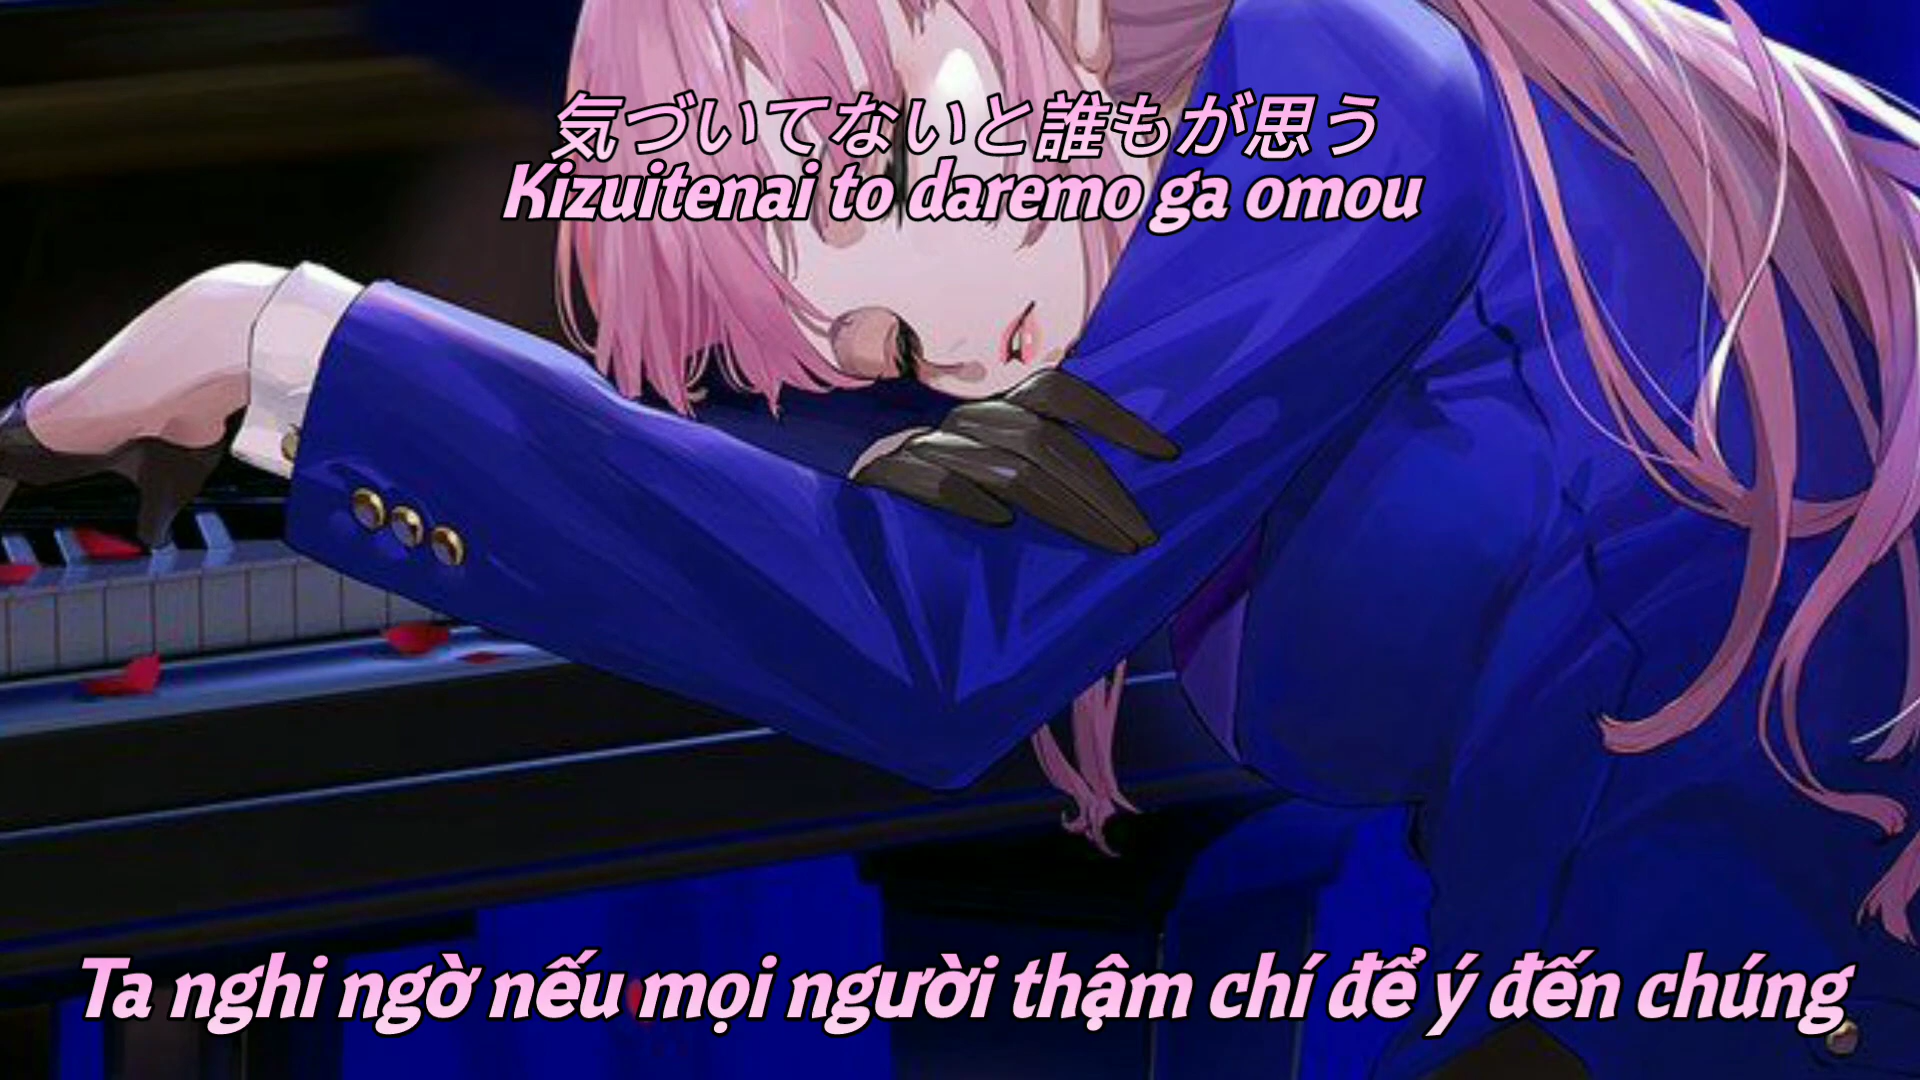 気づいてないと誰もが思う
Kizuitenai to daremo ga omou
Ta nghi ngờ nếu mọi người thậm chí để ý đến chúng